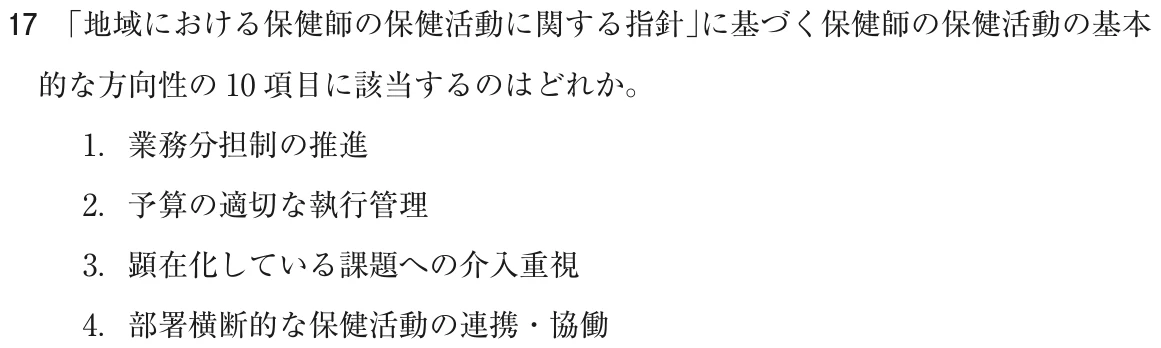 17 「地域における保健師の保健活動に関する指針」に基づく保健師の保健活動の基本
的な方向性の 10 項目に該当するのはどれか。
1. 業務分担制の推進
2. 予算の適切な執行管理
3. 顕在化している課題への介入重視
4. 部署横断的な保健活動の連携・協働